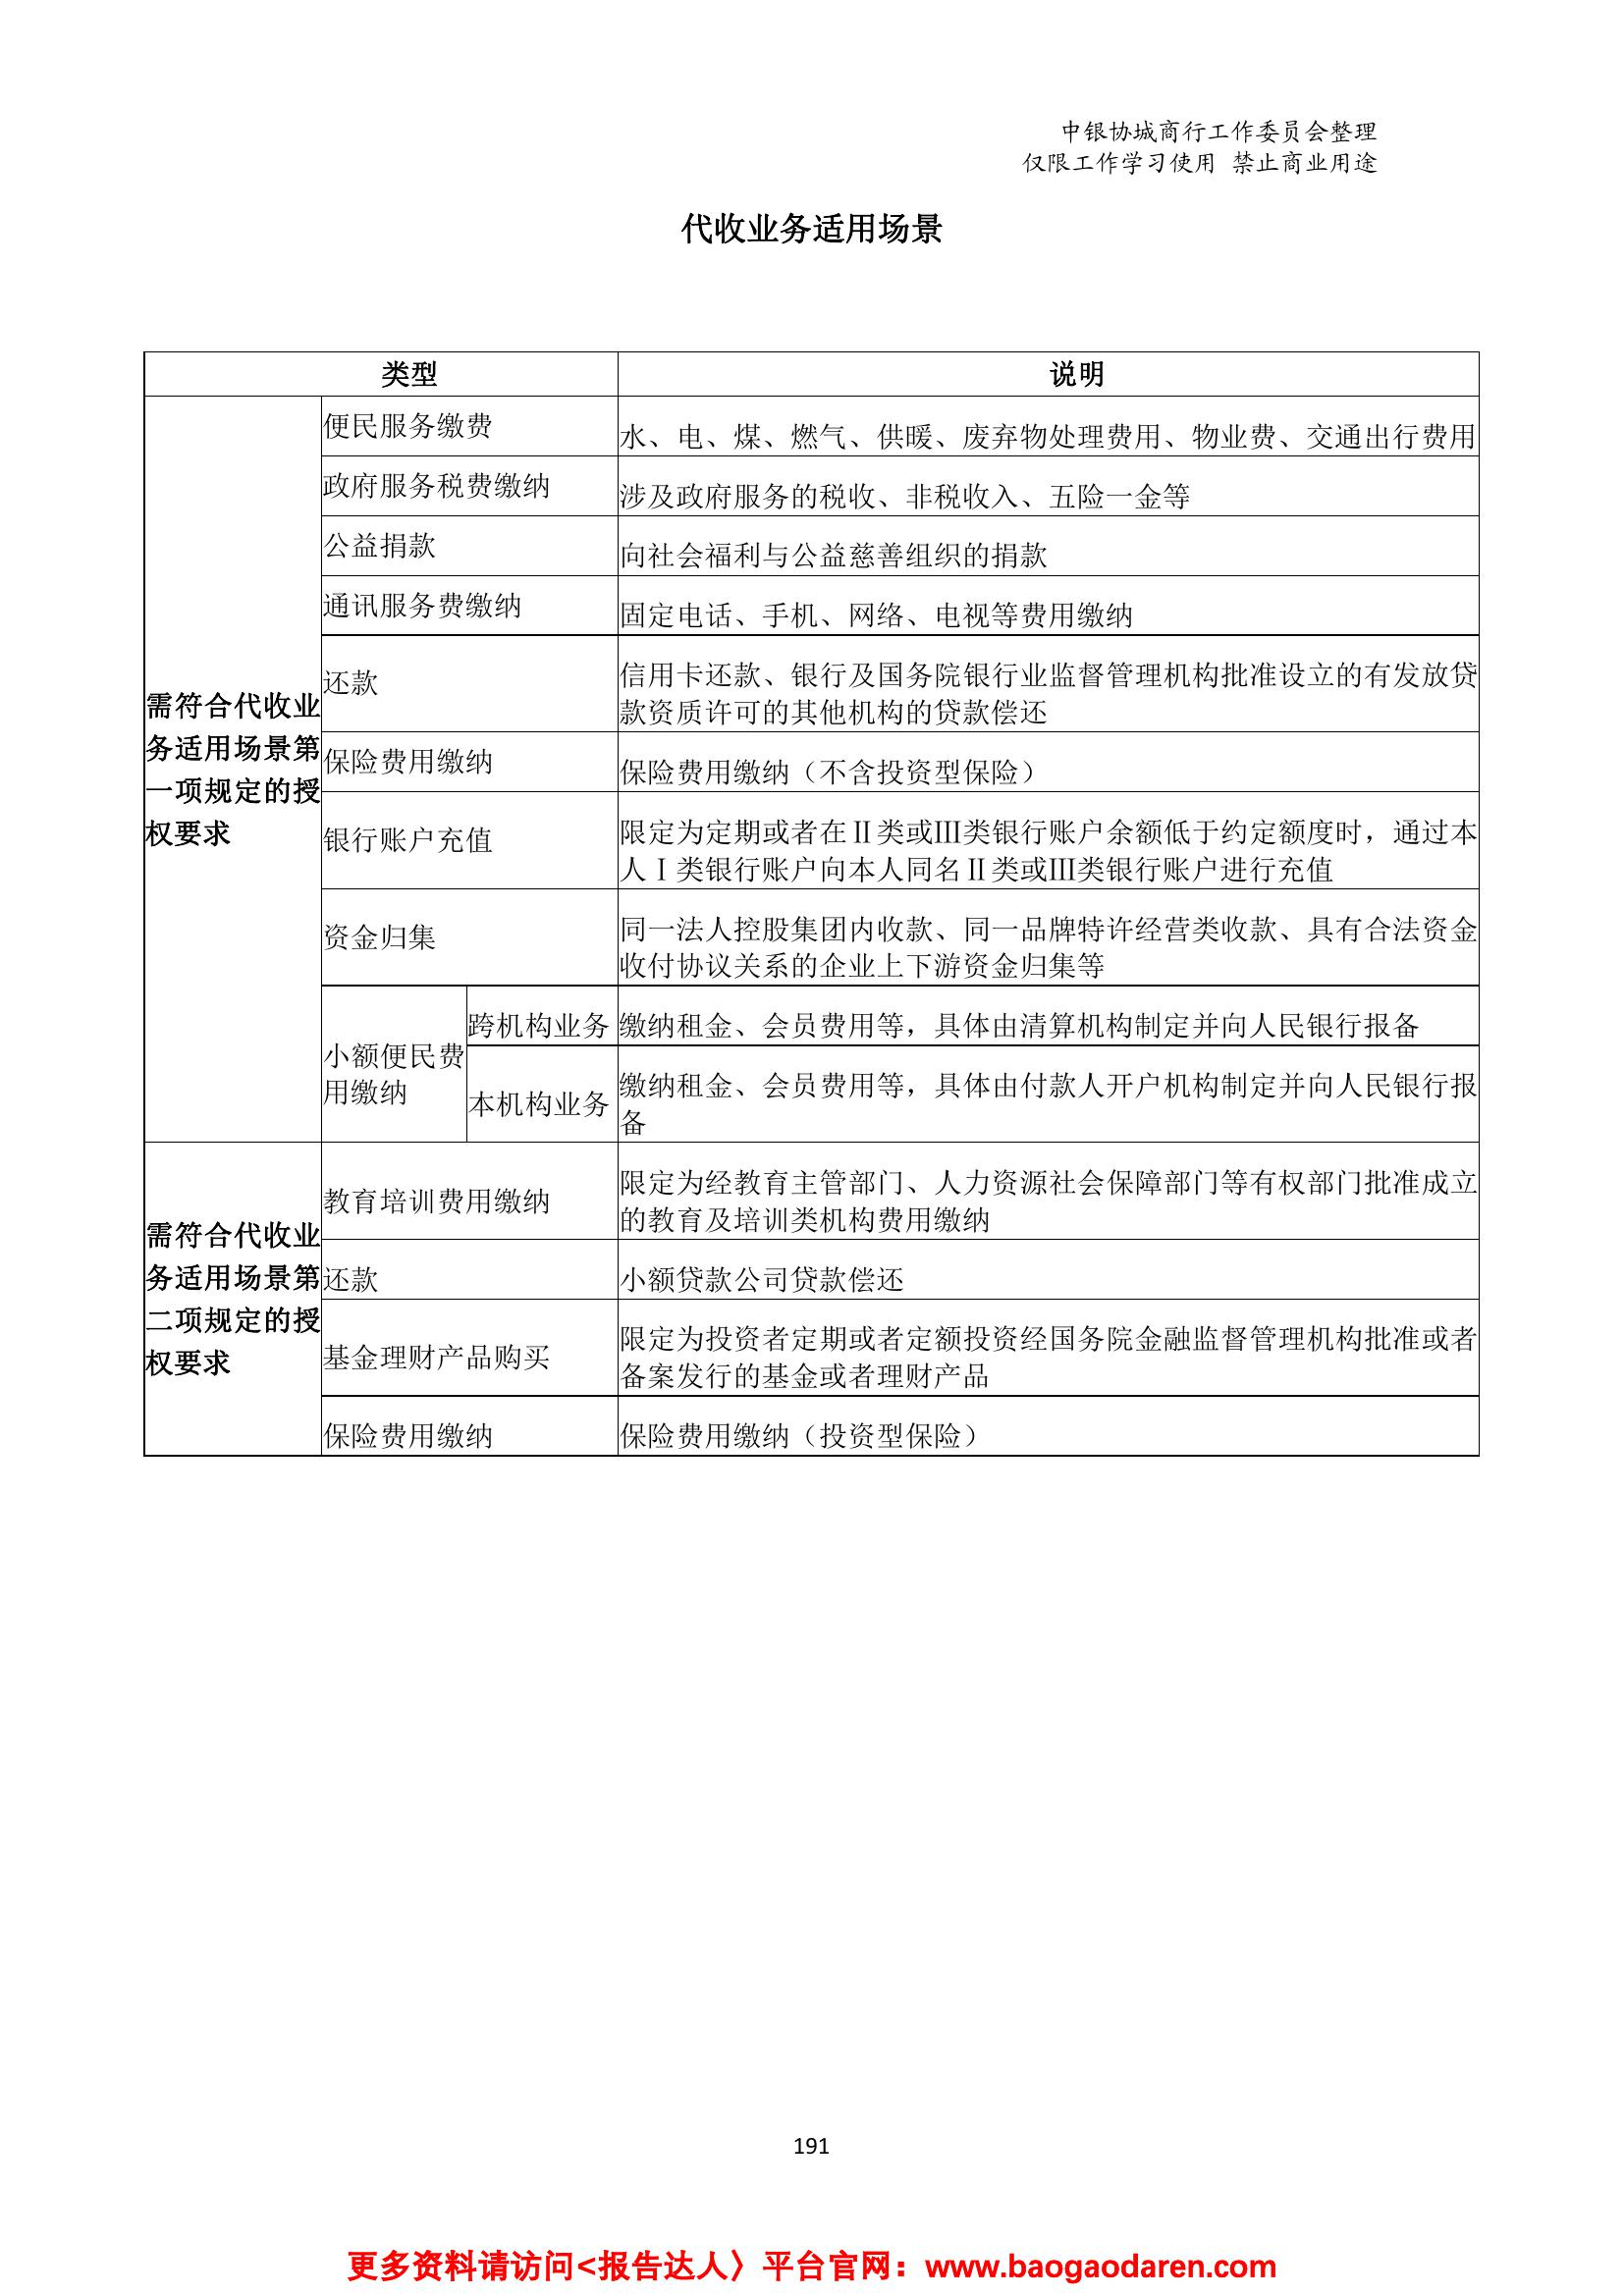 中银协城商行工作委员会整理
仅限工作学习使用 禁止商业用途
代收业务适用场景
类型
说明
需符合代收业
务适用场景第
一项规定的授
权要求
便民服务缴费
水、电、煤、燃气、供暖、废弃物处理费用、物业费、交通出行费用
政府服务税费缴纳
涉及政府服务的税收、非税收入、五险一金等
公益捐款
向社会福利与公益慈善组织的捐款
通讯服务费缴纳
固定电话、手机、网络、电视等费用缴纳
还款
信用卡还款、银行及国务院银行业监督管理机构批准设立的有发放贷
款资质许可的其他机构的贷款偿还
保险费用缴纳
保险费用缴纳（不含投资型保险）
银行账户充值
限定为定期或者在Ⅱ类或Ⅲ类银行账户余额低于约定额度时，通过本
人Ⅰ类银行账户向本人同名Ⅱ类或Ⅲ类银行账户进行充值
资金归集
同一法人控股集团内收款、同一品牌特许经营类收款、具有合法资金
收付协议关系的企业上下游资金归集等
小额便民费
用缴纳
跨机构业务
缴纳租金、会员费用等，具体由清算机构制定并向人民银行报备
本机构业务
缴纳租金、会员费用等，具体由付款人开户机构制定并向人民银行报
备
需符合代收业
务适用场景第
二项规定的授
权要求
教育培训费用缴纳
限定为经教育主管部门、人力资源社会保障部门等有权部门批准成立
的教育及培训类机构费用缴纳
还款
小额贷款公司贷款偿还
基金理财产品购买
限定为投资者定期或者定额投资经国务院金融监督管理机构批准或者
备案发行的基金或者理财产品
保险费用缴纳
保险费用缴纳（投资型保险）
191
更多资料请访问<报告达人〉平台官网：www.baogaodaren.com